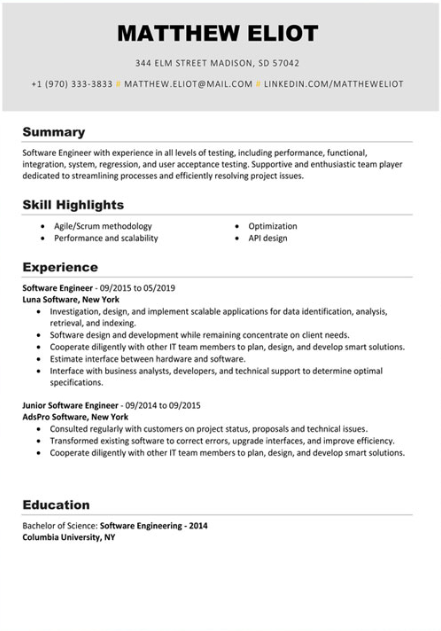 MATTHEW ELIOT
344 ELM STREET MADISON, SD 57042
+1 (970) 333-3833 // MATTHEW.ELIOT@MAIL.COM // LINKEDIN.COM/MATTHEWELIOT
Summary
Software Engineer with experience in all levels of testing, including performance, functional,
integration, system, regression, and user acceptance testing. Supportive and enthusiastic team player
dedicated to streamlining processes and efficiently resolving project issues.
Skill Highlights
• Agile/Scrum methodology
• Performance and scalability
• Optimization
• API design
Experience
Software Engineer - 09/2015 to 05/2019
Luna Software, New York
• Investigation, design, and implement scalable applications for data identification, analysis,
retrieval, and indexing.
• Software design and development while remaining concentrate on client needs.
• Cooperate diligently with other IT team members to plan, design, and develop smart solutions.
• Estimate interface between hardware and software.
• Interface with business analysts, developers, and technical support to determine optimal
specifications.
Junior Software Engineer - 09/2014 to 09/2015
AdsPro Software, New York
• Consulted regularly with customers on project status, proposals and technical issues.
• Transformed existing software to correct errors, upgrade interfaces, and improve efficiency.
• Cooperate diligently with other IT team members to plan, design, and develop smart solutions.
Education
Bachelor of Science: Software Engineering - 2014
Columbia University, NY